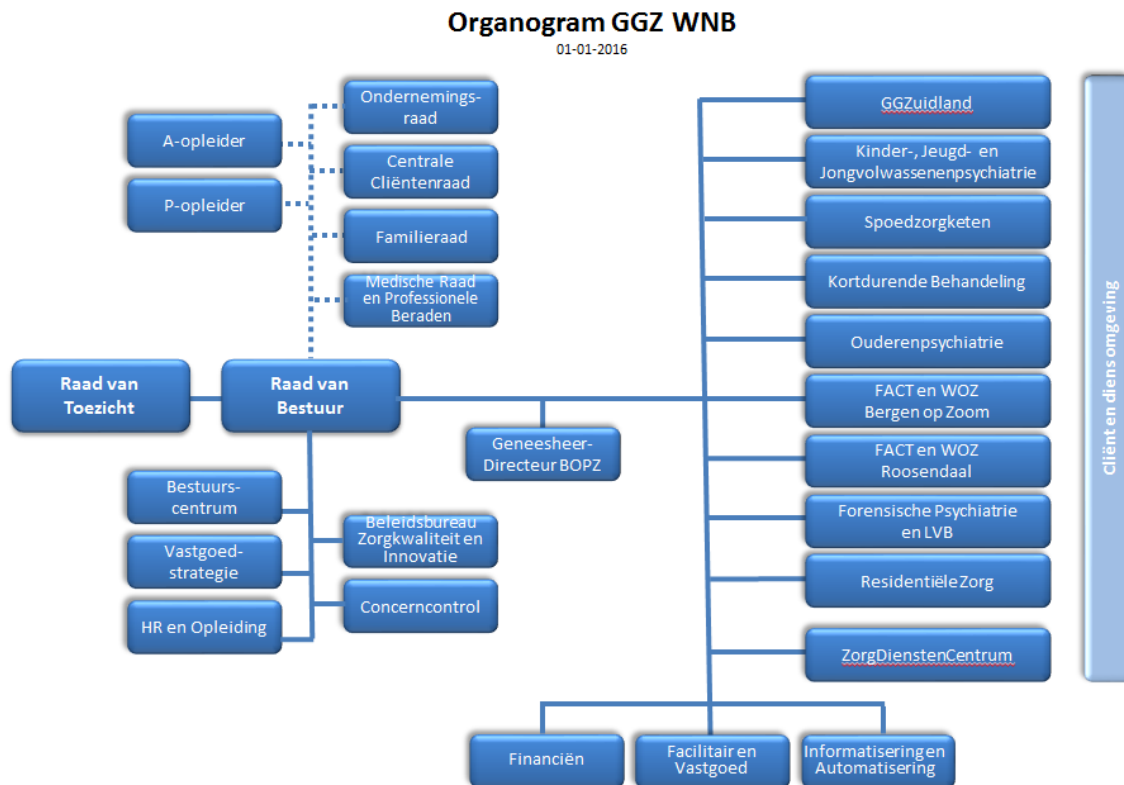 Organogram GGZ WNB
01-01-2016
A-opleider
P-opleider
Ondernemings-
raad
Centrale
Cliëntenraad
Familieraad
Medische Raad
en Professionele
Beraden
Raad van
Toezicht
Raad van
Bestuur
Geneesheer-
Directeur BOPZ
Bestuurs-
centrum
Vastgoed-
strategie
HR en Opleiding
Beleidsbureau
Zorgkwaliteit en
Innovatie
Concerncontrol
GGZuidland
Kinder-, Jeugd- en
Jongvolwassenenpsychiatrie
Spoedzorgketen
Kortdurende Behandeling
Ouderenpsychiatrie
FACT en WOZ
Bergen op Zoom
FACT en WOZ
Roosendaal
Forensische Psychiatrie
en LVB
Residentiële Zorg
ZorgDienstenCentrum
Cliënt en diens omgeving
Financiën
Facilitair en
Vastgoed
Informatisering en
Automatisering